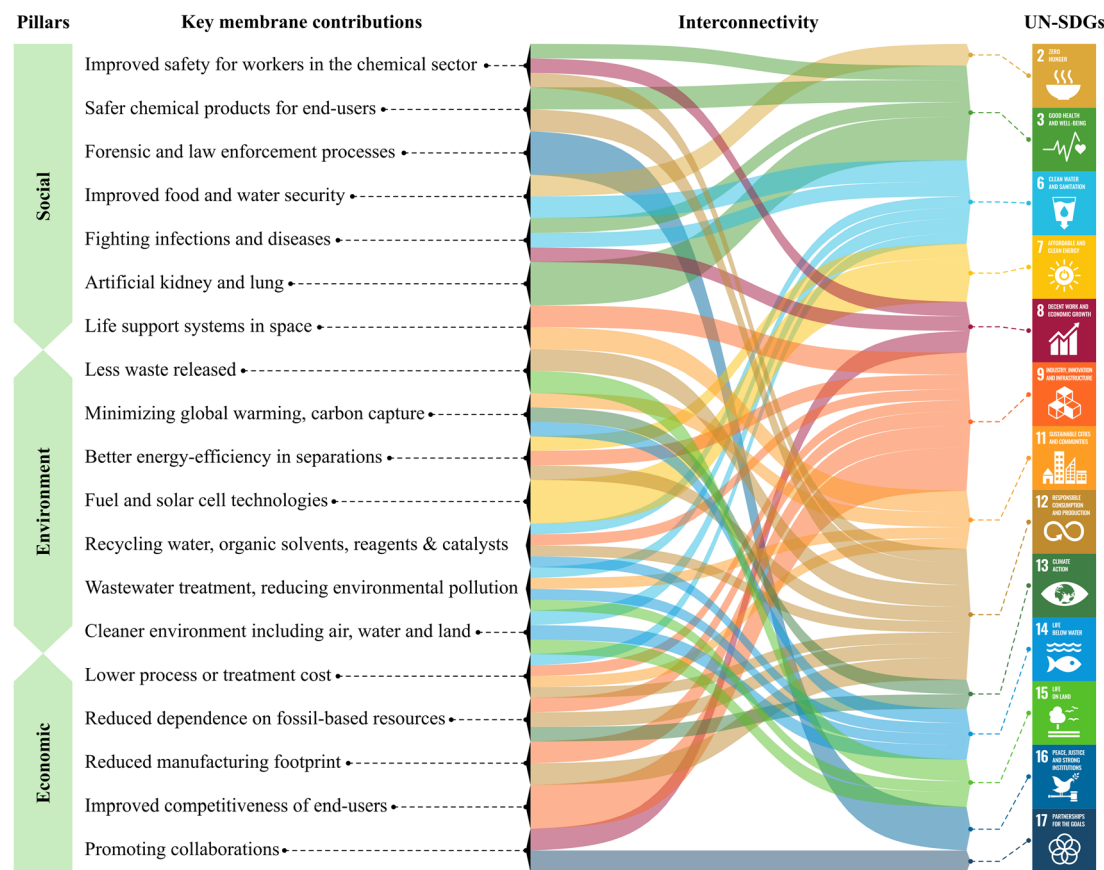 Pillars
Key membrane contributions
Interconnectivity
UN-SDGs
Social
Improved safety for workers in the chemical sector
Safer chemical products for end-users
Forensic and law enforcement processes
Improved food and water security
Fighting infections and diseases
Artificial kidney and lung
Life support systems in space
Environment
Less waste released
Minimizing global warming, carbon capture
Better energy-efficiency in separations
Fuel and solar cell technologies
Recycling water, organic solvents, reagents & catalysts
Wastewater treatment, reducing environmental pollution
Cleaner environment including air, water and land
Economic
Lower process or treatment cost
Reduced dependence on fossil-based resources
Reduced manufacturing footprint
Improved competitiveness of end-users
Promoting collaborations
2 ZERO
HUNGER
3 GOOD HEALTH
AND WELL-BEING
6 CLEAN WATER
AND SANITATION
7 AFFORDABLE AND
CLEAN ENERGY
8 DECENT WORK AND
ECONOMIC GROWTH
9 INDUSTRY, INNOVATION
AND INFRASTRUCTURE
11 SUSTAINABLE CITIES
AND COMMUNITIES
12 RESPONSIBLE
CONSUMPTION
AND PRODUCTION
13 CLIMATE
ACTION
14 LIFE
BELOW WATER
15 LIFE
ON LAND
16 PEACE, JUSTICE
AND STRONG
INSTITUTIONS
17 PARTNERSHIPS
FOR THE GOALS